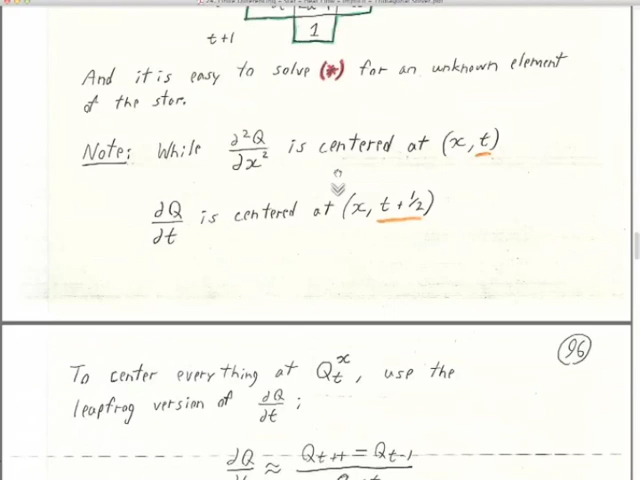 1
t+1
And it is easy to solve (*) for an unknown element
of the star.
Note: While ∂²Q/∂x² is centered at (x, t)
∂Q/∂t is centered at (x, t + 1/2)
96
To center everything at Q_t^x, use the
leapfrog version of ∂Q/∂t ;
∂Q ≈ Q_{t+1} = Q_{t-1}